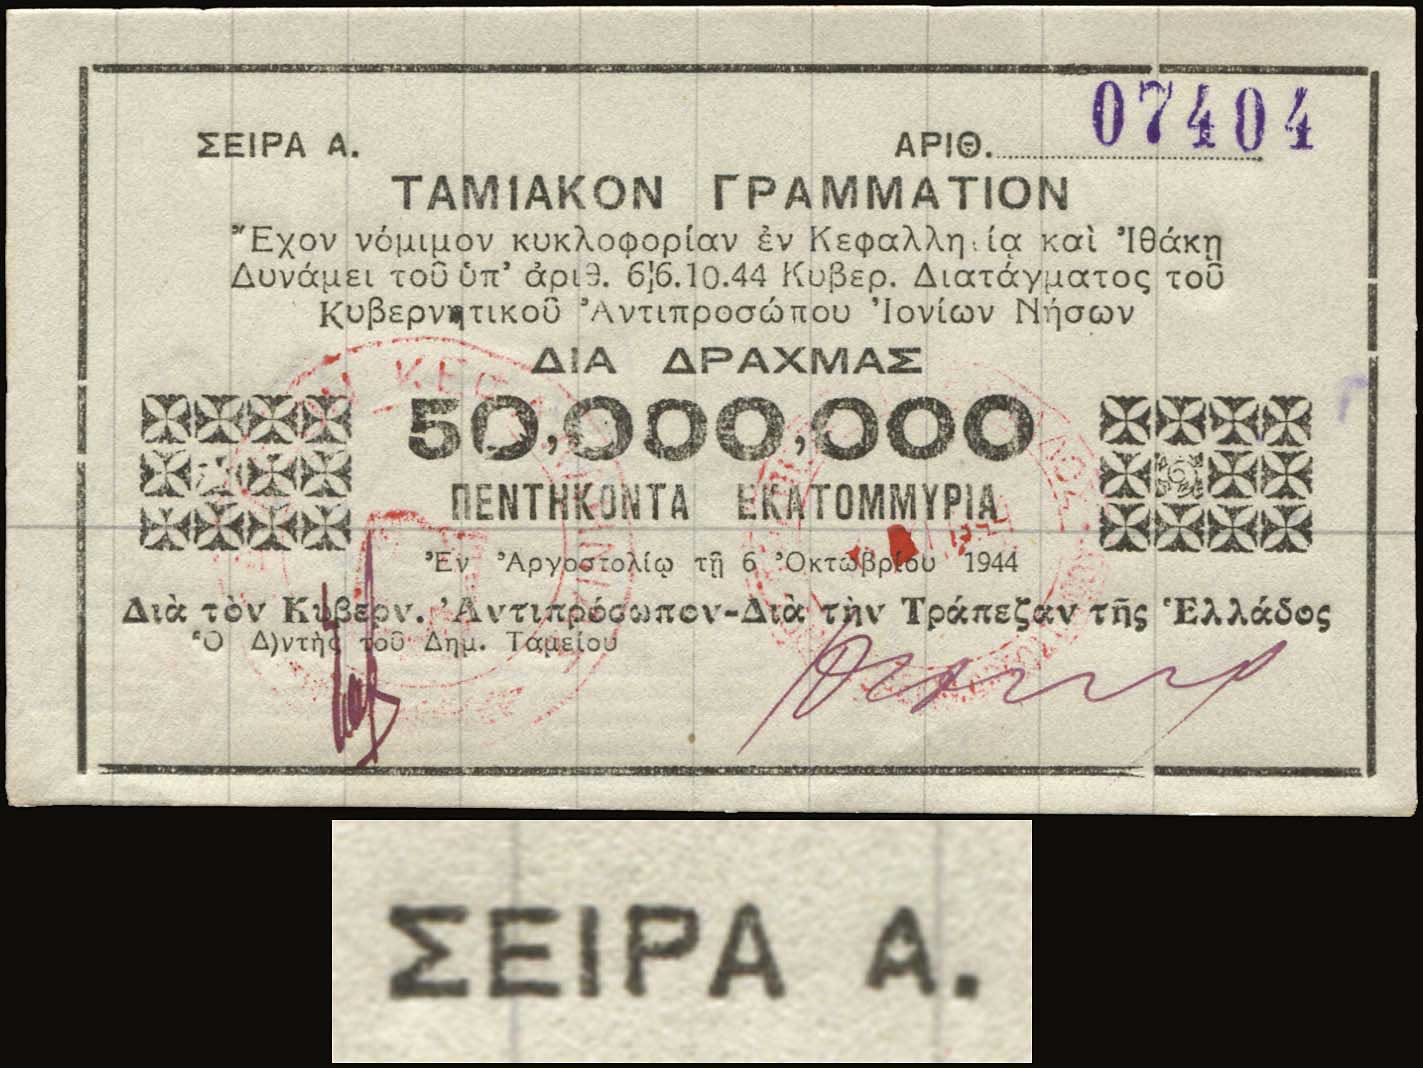 ΣΕΙΡΑ Α.
ΑΡΙΘ. 07404
ΤΑΜΙΑΚΟΝ ΓΡΑΜΜΑΤΙΟΝ
Ἔχον νόμιμον κυκλοφορίαν ἐν Κεφαλλη ίᾳ καὶ Ἰθάκῃ
Δυνάμει τοῦ ὑπ’ ἀριθ. 6/6.10.44 Κυβερ. Διατάγματος τοῦ
Κυβερνητικοῦ Ἀντιπροσώπου Ἰονίων Νήσων
ΔΙΑ ΔΡΑΧΜΑΣ
50,000,000
ΠΕΝΤΗΚΟΝΤΑ ΕΚΑΤΟΜΜΥΡΙΑ
Ἐν Ἀργοστολίῳ τῇ 6 Ὀκτωβρίου 1944
Διὰ τὸν Κυβερν. Ἀντιπρόσωπον-Διὰ τὴν Τράπεζαν τῆς Ἑλλάδος
Ὁ Δ)ντὴς τοῦ Δημ. Ταμείου
ΣΕΙΡΑ Α.